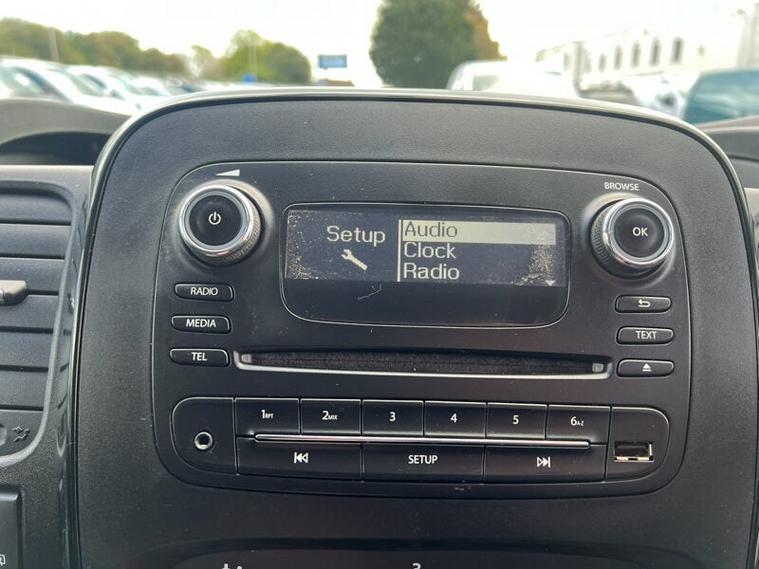 BROWSE
Setup
Audio
Clock
Radio
OK
RADIO
MEDIA
TEXT
TEL
1RPT
2MIX
3
4
5
6A-Z
SETUP